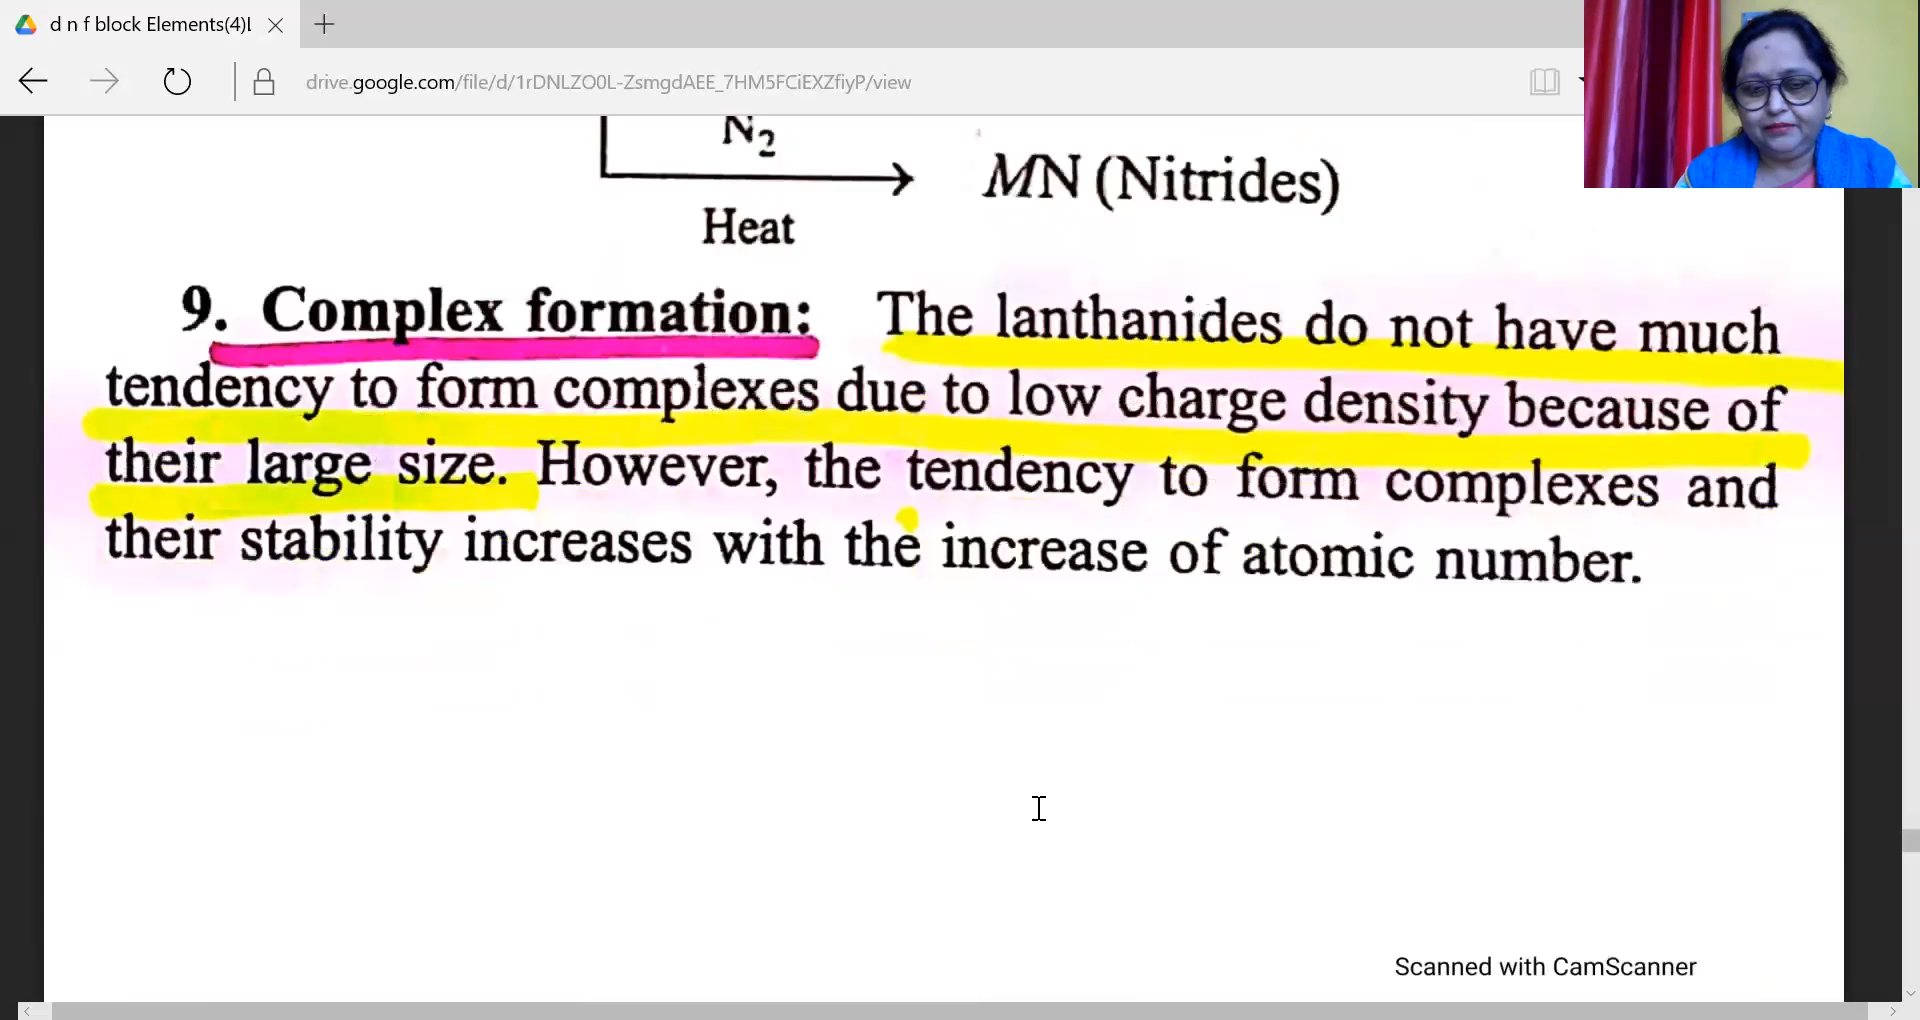 d n f block Elements(4)L
drive.google.com/file/d/1rDNLZO0L-ZsmgdAEE_7HM5FCiEXZfiyP/view
N2
MN (Nitrides)
Heat
9. Complex formation: The lanthanides do not have much
tendency to form complexes due to low charge density because of
their large size. However, the tendency to form complexes and
their stability increases with the increase of atomic number.
Scanned with CamScanner